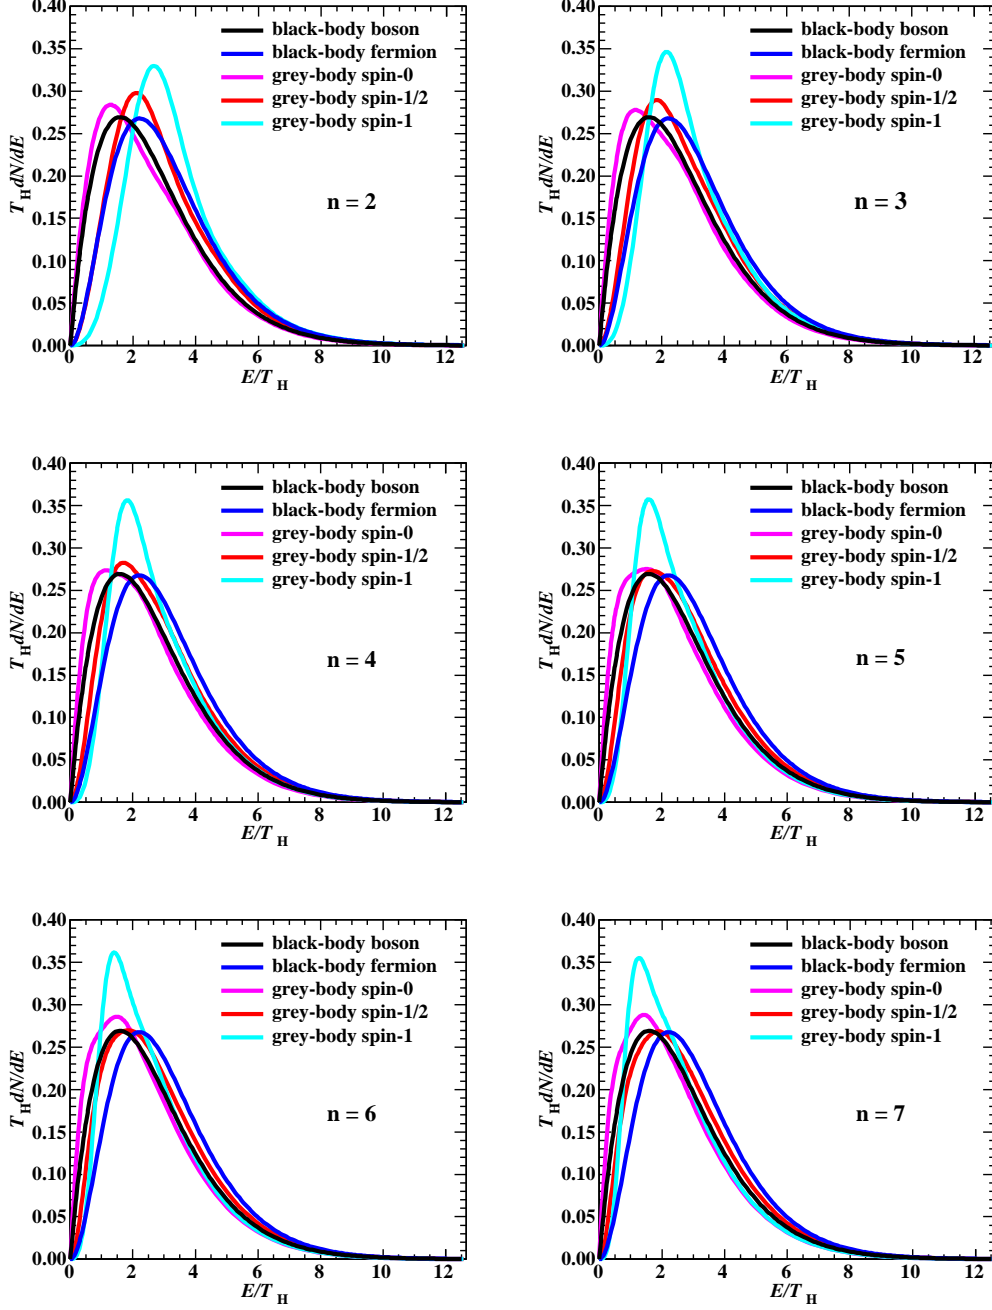 0.40
0.35
0.30
0.25
0.20
0.15
0.10
0.05
0.00
T_H dN/dE
black-body boson
black-body fermion
grey-body spin-0
grey-body spin-1/2
grey-body spin-1
n = 2
0 2 4 6 8 10 12
E/T_H
0.40
0.35
0.30
0.25
0.20
0.15
0.10
0.05
0.00
T_H dN/dE
black-body boson
black-body fermion
grey-body spin-0
grey-body spin-1/2
grey-body spin-1
n = 3
0 2 4 6 8 10 12
E/T_H
0.40
0.35
0.30
0.25
0.20
0.15
0.10
0.05
0.00
T_H dN/dE
black-body boson
black-body fermion
grey-body spin-0
grey-body spin-1/2
grey-body spin-1
n = 4
0 2 4 6 8 10 12
E/T_H
0.40
0.35
0.30
0.25
0.20
0.15
0.10
0.05
0.00
T_H dN/dE
black-body boson
black-body fermion
grey-body spin-0
grey-body spin-1/2
grey-body spin-1
n = 5
0 2 4 6 8 10 12
E/T_H
0.40
0.35
0.30
0.25
0.20
0.15
0.10
0.05
0.00
T_H dN/dE
black-body boson
black-body fermion
grey-body spin-0
grey-body spin-1/2
grey-body spin-1
n = 6
0 2 4 6 8 10 12
E/T_H
0.40
0.35
0.30
0.25
0.20
0.15
0.10
0.05
0.00
T_H dN/dE
black-body boson
black-body fermion
grey-body spin-0
grey-body spin-1/2
grey-body spin-1
n = 7
0 2 4 6 8 10 12
E/T_H